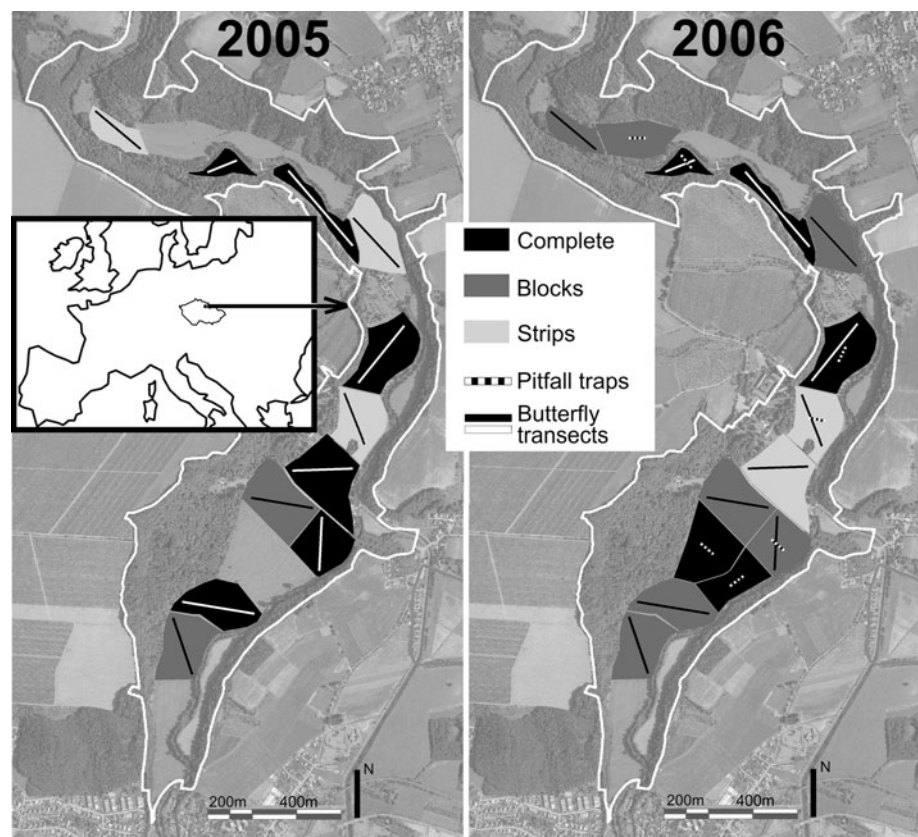 2005
2006
Complete
Blocks
Strips
Pitfall traps
Butterfly
transects
N
200m 400m
N
200m 400m